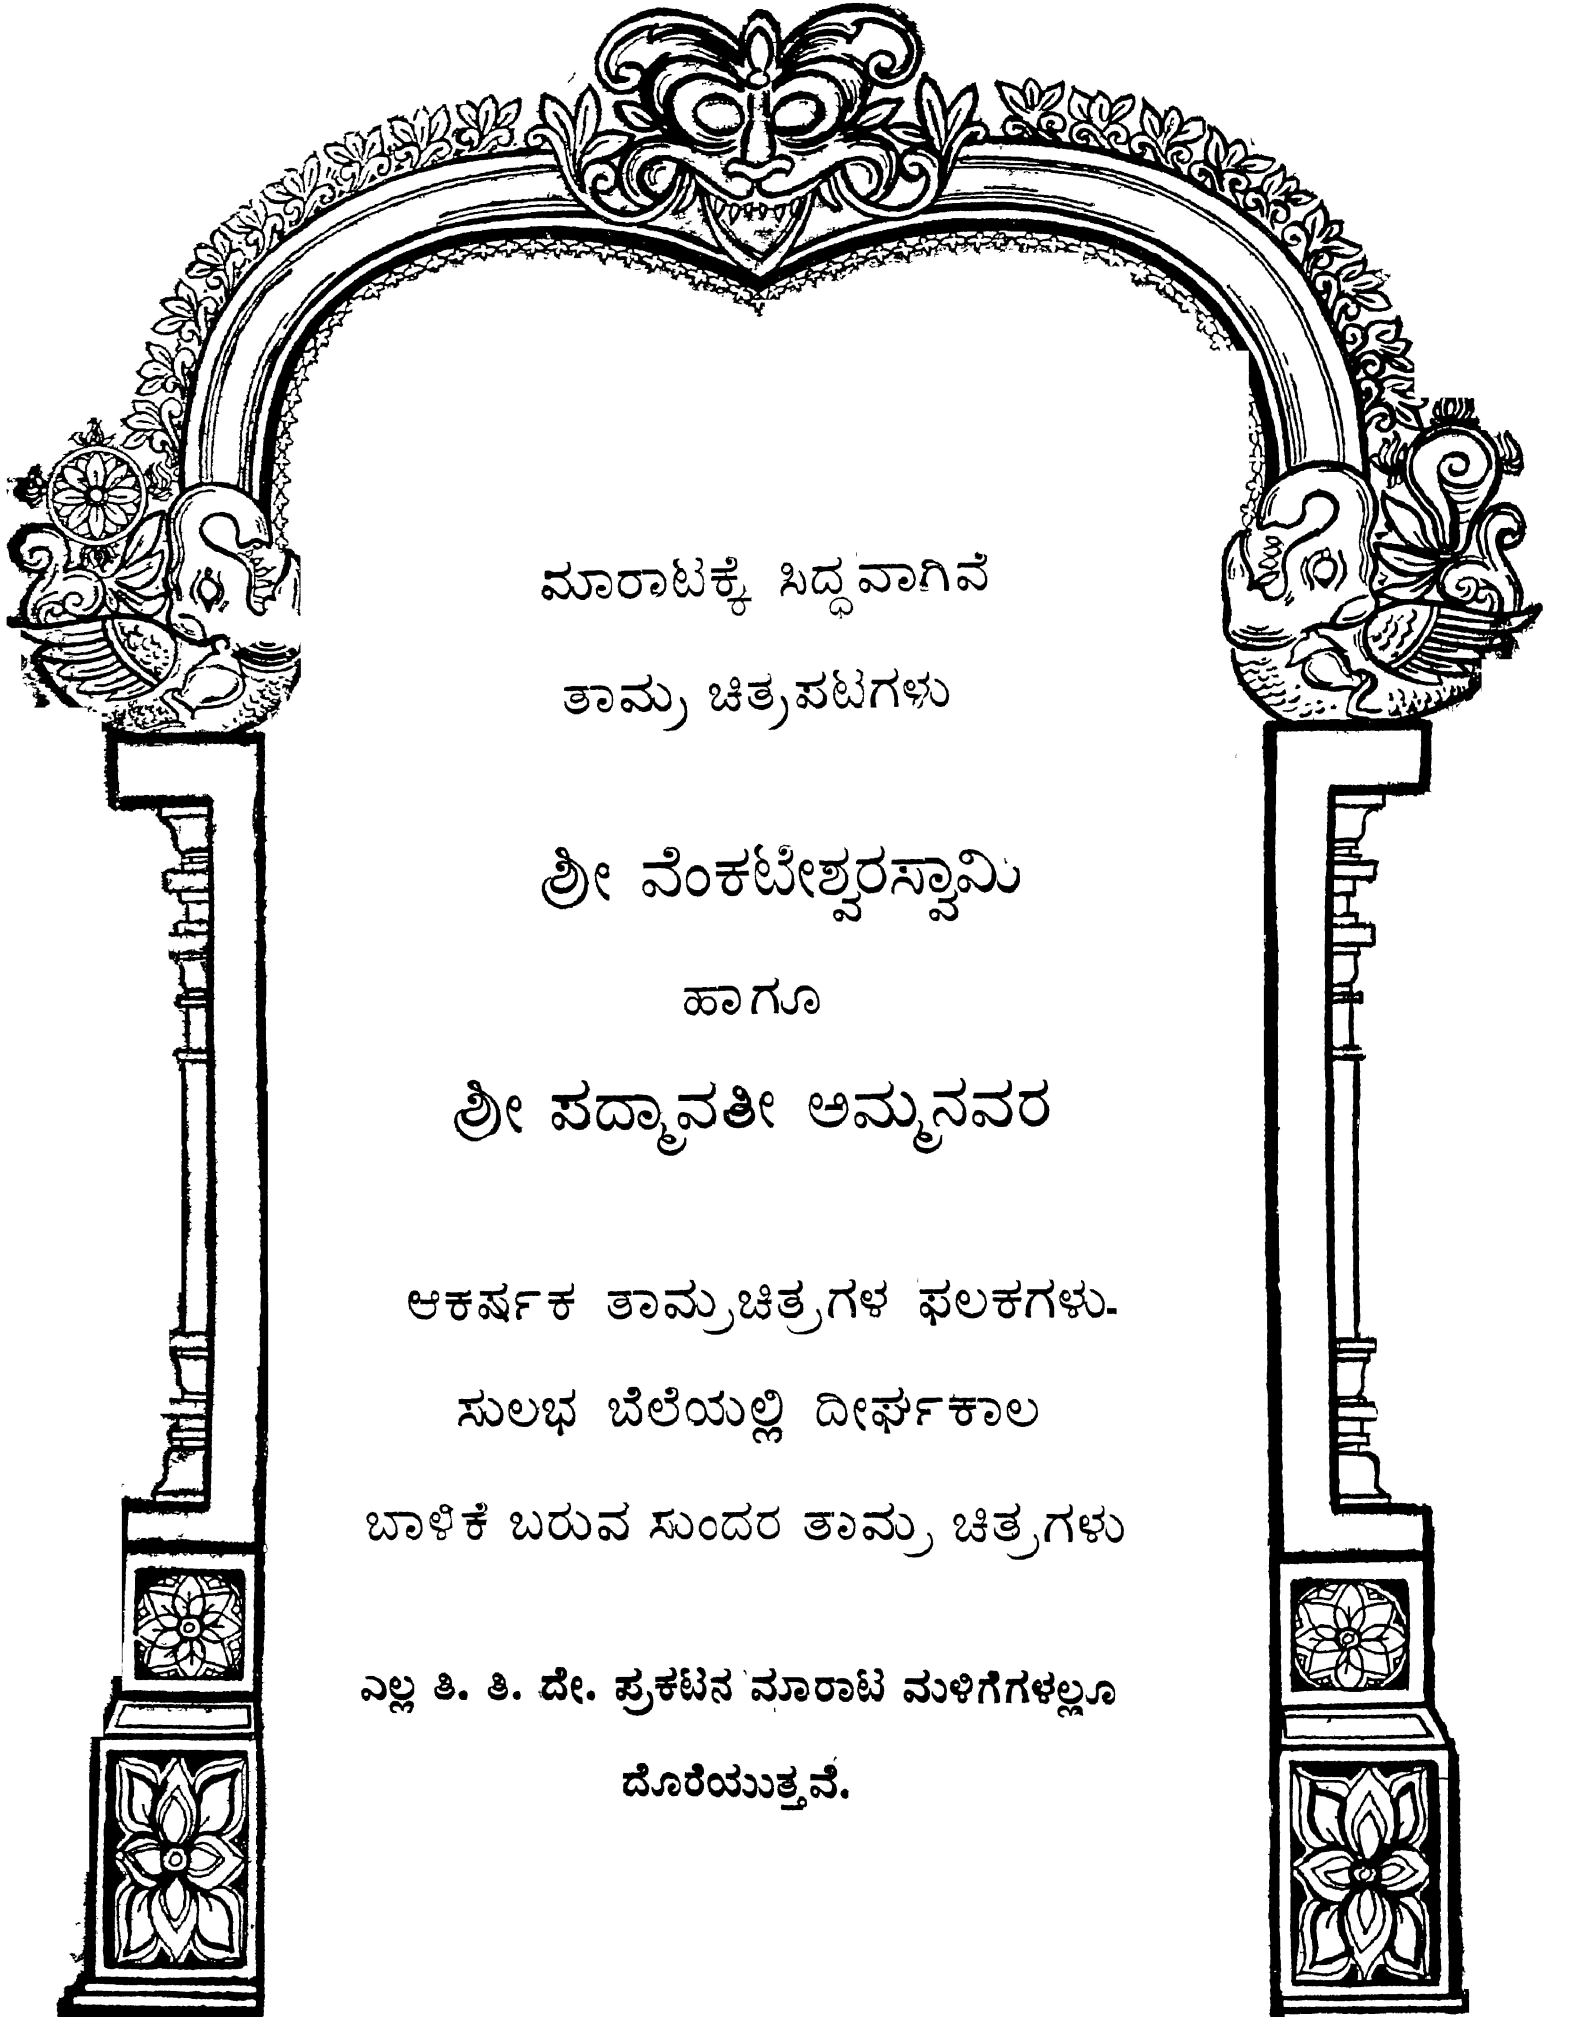 ಮಾರಾಟಕ್ಕೆ ಸಿದ್ಧವಾಗಿವೆ
ತಾಮ್ರ ಚಿತ್ರಪಟಗಳು
ಶ್ರೀ ವೆಂಕಟೇಶ್ವರಸ್ವಾಮಿ
ಹಾಗೂ
ಶ್ರೀ ಪದ್ಮಾವತೀ ಅಮ್ಮನವರ
ಆಕರ್ಷಕ ತಾಮ್ರಚಿತ್ರಗಳ ಫಲಕಗಳು-
ಸುಲಭ ಬೆಲೆಯಲ್ಲಿ ದೀರ್ಘಕಾಲ
ಬಾಳಿಕೆ ಬರುವ ಸುಂದರ ತಾಮ್ರ ಚಿತ್ರಗಳು
ಎಲ್ಲ ತಿ. ತಿ. ದೇ. ಪ್ರಕಟನ ಮಾರಾಟ ಮಳಿಗೆಗಳಲ್ಲೂ
ದೊರೆಯುತ್ತವೆ.